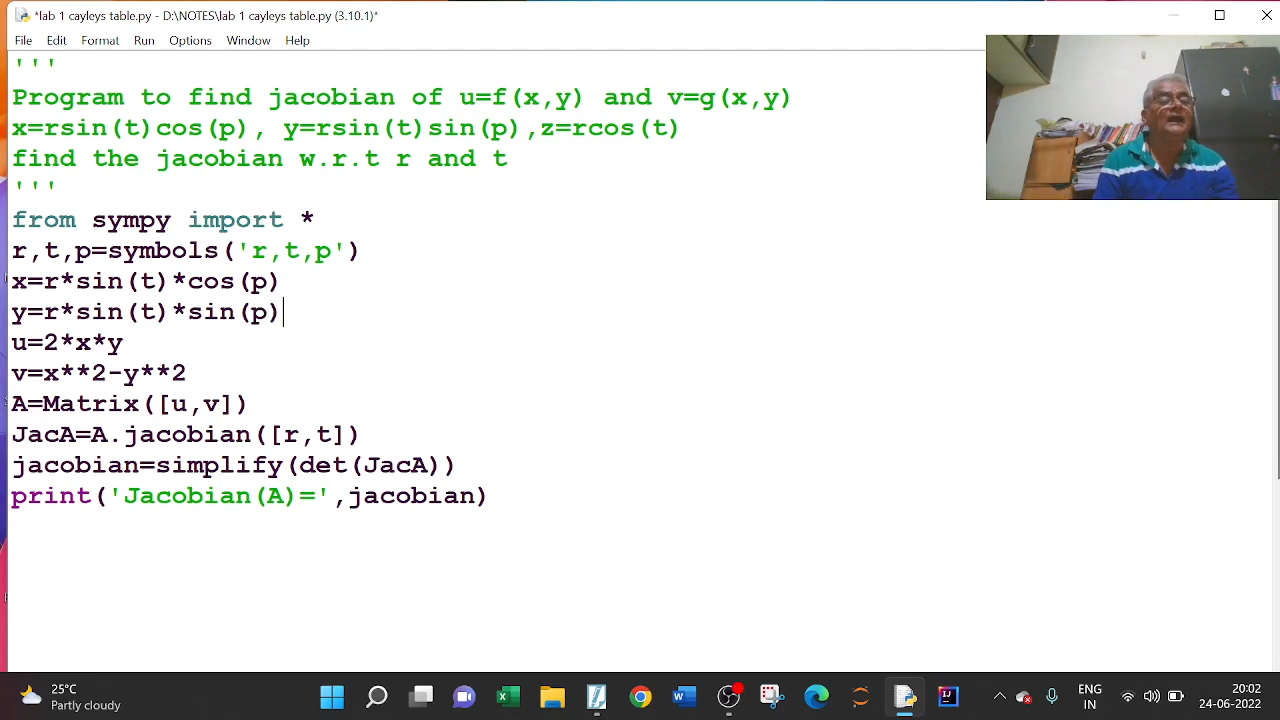 *lab 1 cayleys table.py - D:\NOTES\lab 1 cayleys table.py (3.10.1)*
File Edit Format Run Options Window Help
'''
Program to find jacobian of u=f(x,y) and v=g(x,y)
x=rsin(t)cos(p), y=rsin(t)sin(p),z=rcos(t)
find the jacobian w.r.t r and t
'''
from sympy import *
r,t,p=symbols('r,t,p')
x=r*sin(t)*cos(p)
y=r*sin(t)*sin(p)
u=2*x*y
v=x**2-y**2
A=Matrix([u,v])
JacA=A.jacobian([r,t])
jacobian=simplify(det(JacA))
print('Jacobian(A)=',jacobian)
25°C
Partly cloudy
ENG
IN
20:02
24-06-2022